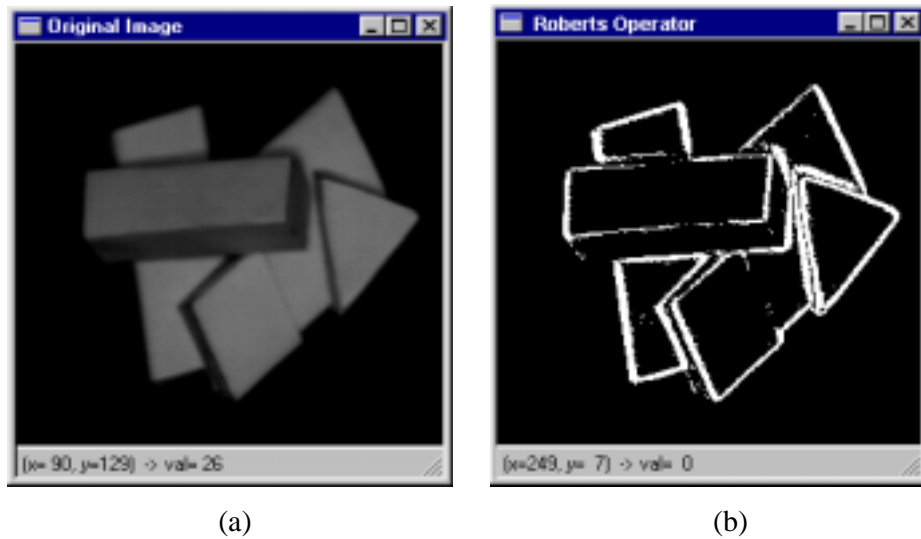 Original Image
Roberts Operator
(x= 90, y=129) -> val= 26
(x=249, y= 7) -> val= 0
(a)
(b)